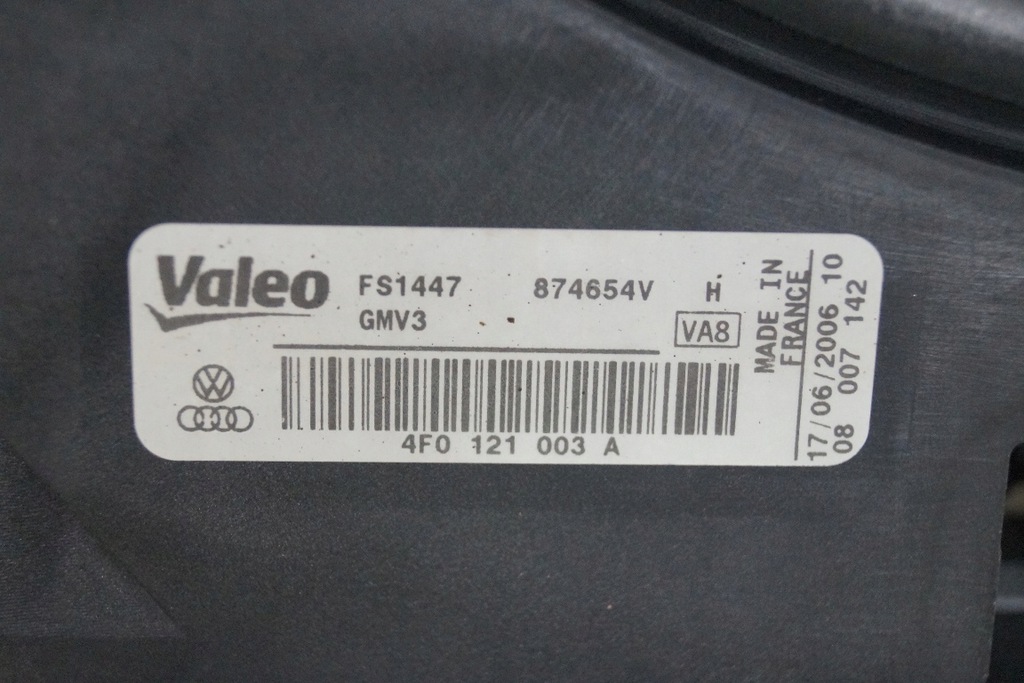 Valeo
FS1447 874654V H
GMV3 VA8
4F0 121 003 A
MADE IN
FRANCE
17/06/2006 10
08 007 142